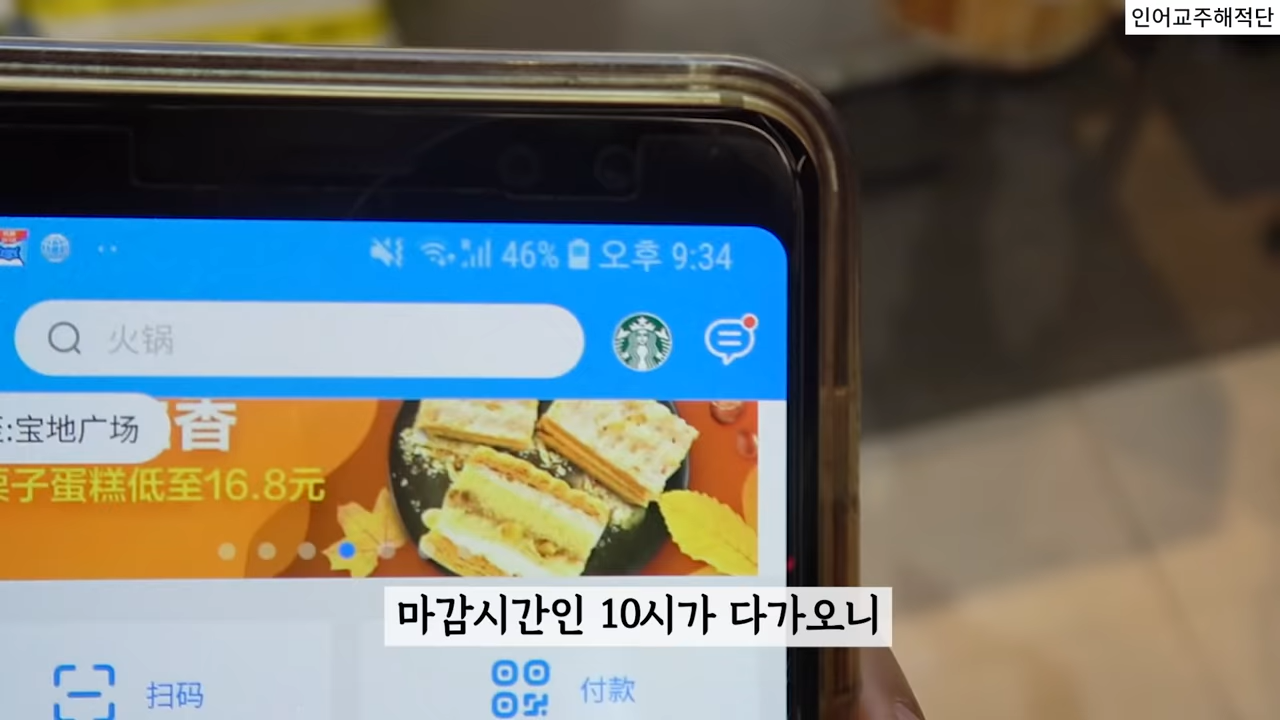 인어교주해적단
46% 오후 9:34
火锅
:宝地广场
香
子蛋糕低至16.8元
마감시간인 10시가 다가오니
扫码
付款